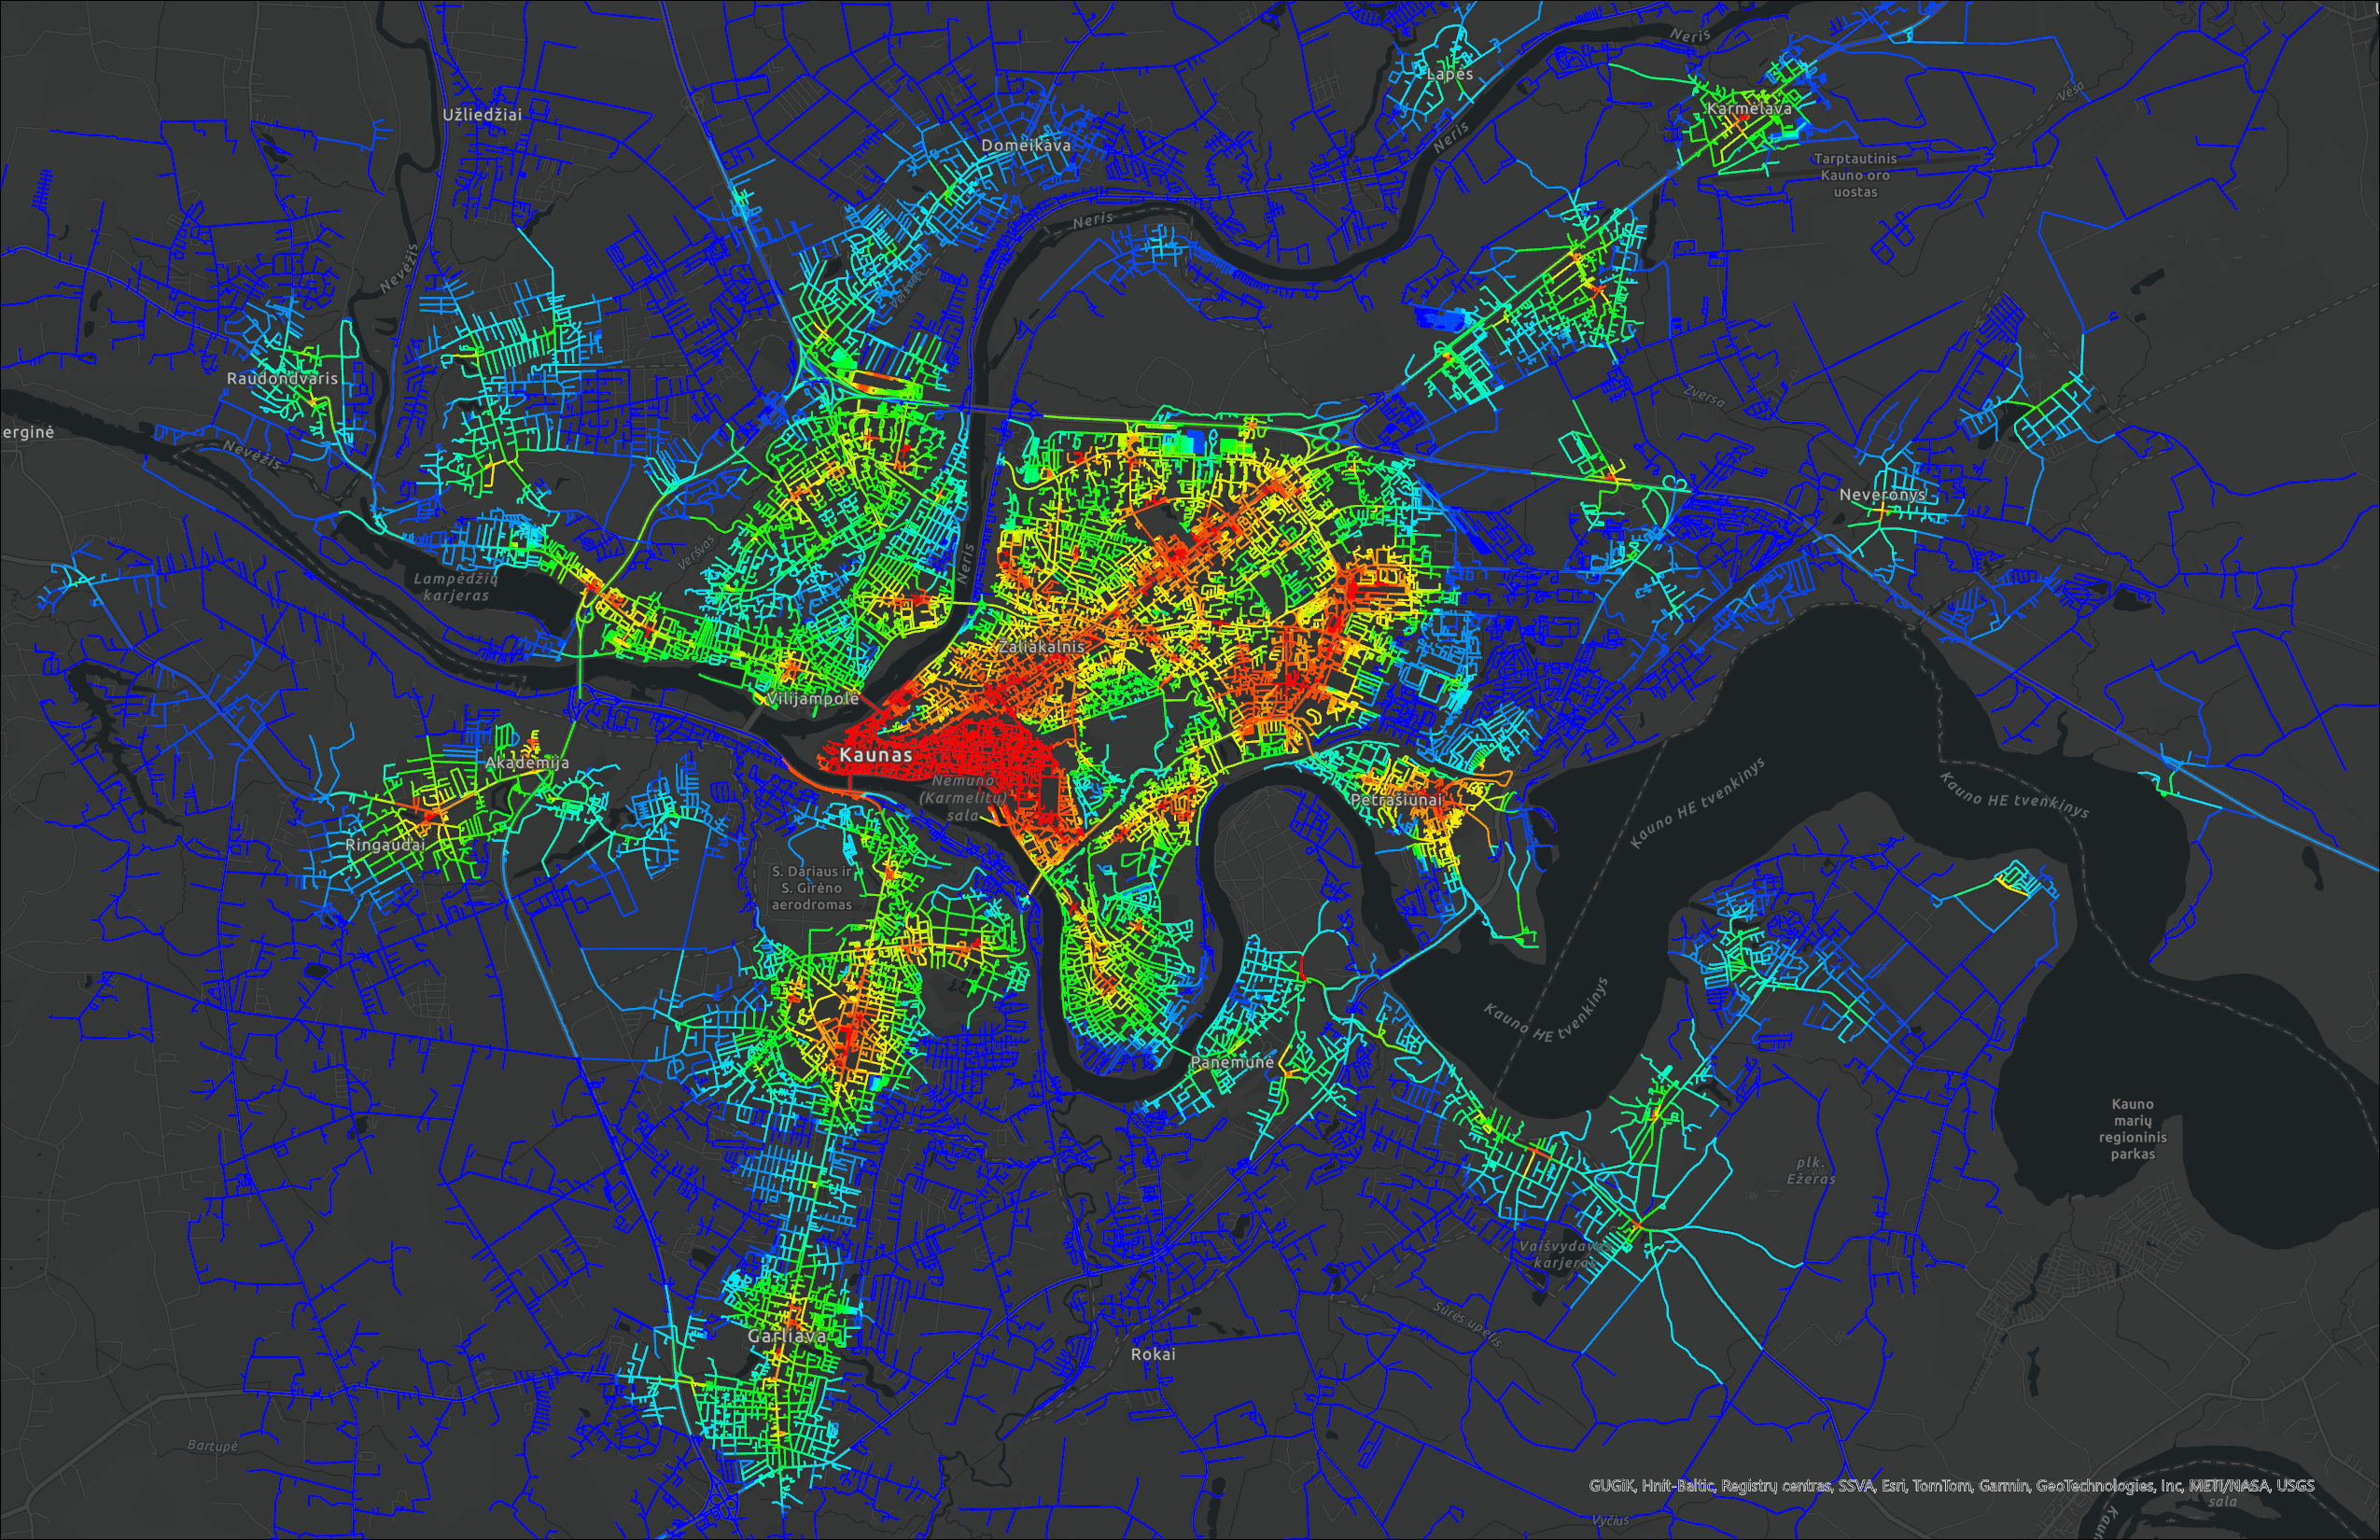 Neris
Lapės
Vėsa
Karmėlava
Užliedžiai
Domeikava
Neris
Tarptautinis
Kauno oro
uostas
Neris
Nevėžis
Veršvas
Raudondvaris
Zversa
erginė
Nevėžis
Neveronys
Neris
Veršvas
Lampėdžių
karjeras
Žaliakalnis
Vilijampolė
Kaunas
Akademija
Nemuno
(Karmelitų)
sala
Petrašiūnai
Kauno HE tvenkinys
Kauno HE tvenkinys
Ringaudai
S. Dariaus ir
S. Girėno
aerodromas
Kauno HE tvenkinys
Panemunė
Kauno
marių
regioninis
parkas
plk.
Ežeras
Vaišvydavos
karjeras
Sūrės upelis
Garliava
Rokai
Bartupė
GUGiK, Hnit-Baltic, Registrų centras, SSVA, Esri, TomTom, Garmin, GeoTechnologies, Inc, METI/NASA, USGS
sala
Vyčius